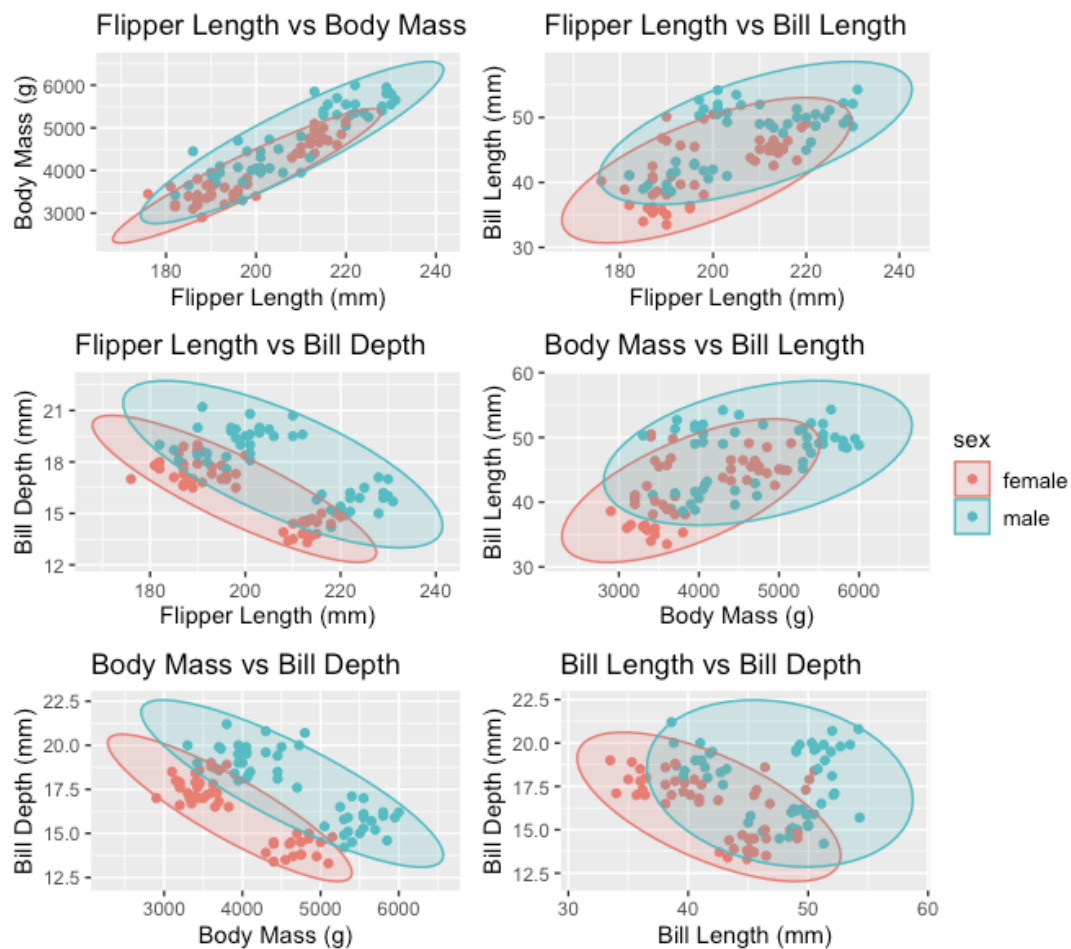 Flipper Length vs Body Mass
Body Mass (g)
6000
5000
4000
3000
180 200 220 240
Flipper Length (mm)
Flipper Length vs Bill Length
Bill Length (mm)
50
40
30
180 200 220 240
Flipper Length (mm)
Flipper Length vs Bill Depth
Bill Depth (mm)
21
18
15
12
180 200 220 240
Flipper Length (mm)
Body Mass vs Bill Length
Bill Length (mm)
60
50
40
30
3000 4000 5000 6000
Body Mass (g)
sex
female
male
Body Mass vs Bill Depth
Bill Depth (mm)
22.5
20.0
17.5
15.0
12.5
3000 4000 5000 6000
Body Mass (g)
Bill Length vs Bill Depth
Bill Depth (mm)
22.5
20.0
17.5
15.0
12.5
30 40 50 60
Bill Length (mm)